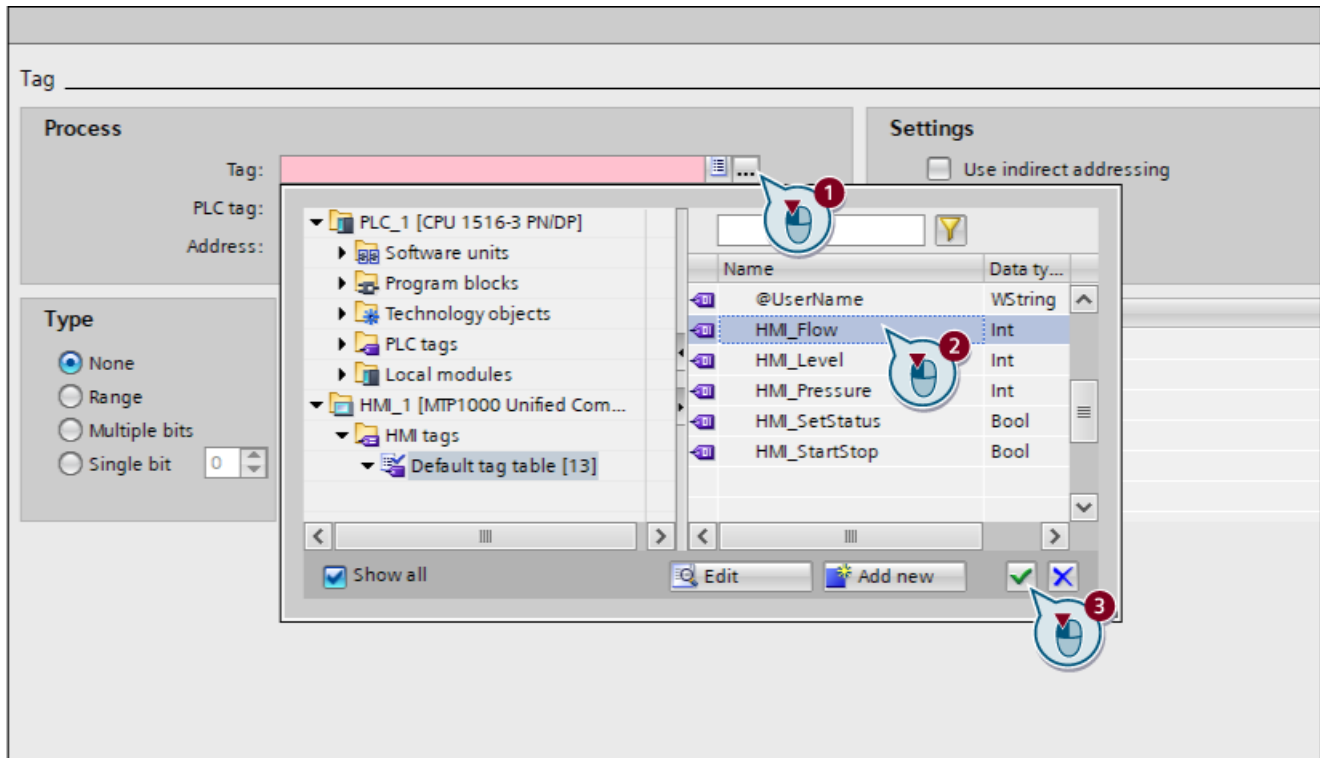 Tag
Process
Settings
Tag:
...
Use indirect addressing
1
PLC tag:
PLC_1 [CPU 1516-3 PN/DP]
Address:
Software units
Name
Data ty...
Program blocks
@UserName
WString
Type
Technology objects
HMI_Flow
Int
2
PLC tags
HMI_Level
Int
None
Local modules
HMI_Pressure
Int
Range
HMI_1 [MTP1000 Unified Com...
HMI_SetStatus
Bool
Multiple bits
HMI tags
HMI_StartStop
Bool
Single bit
0
Default tag table [13]
Show all
Edit
Add new
3